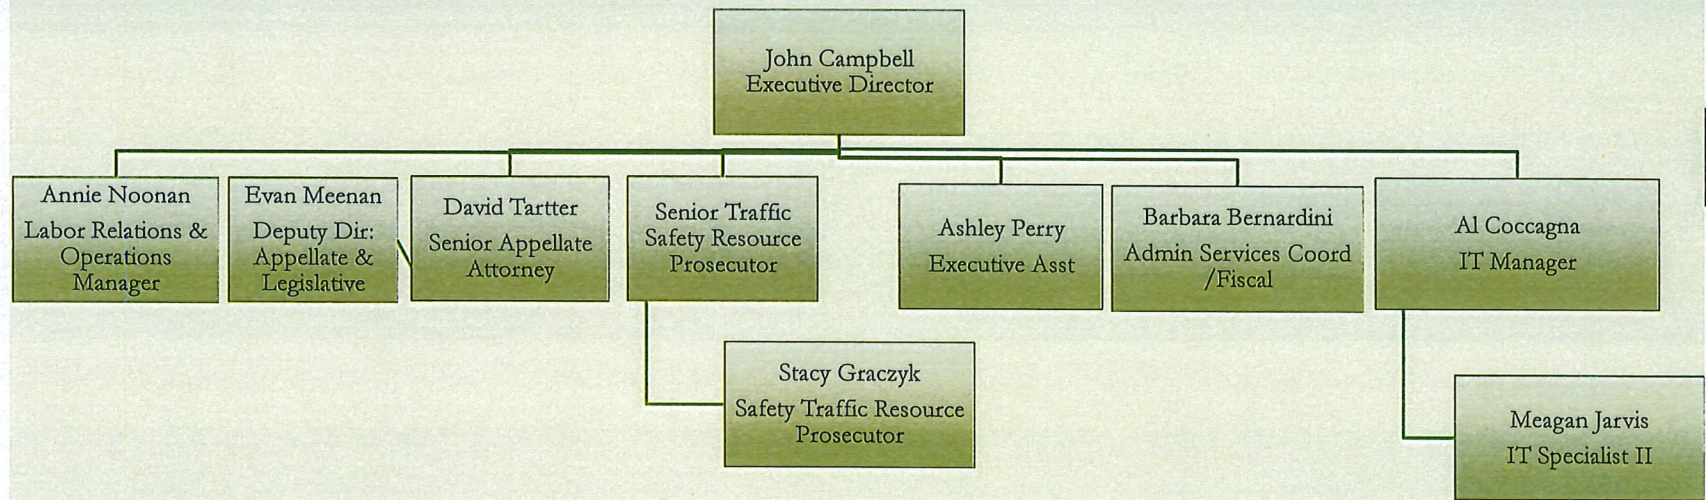 John Campbell
Executive Director
Annie Noonan
Labor Relations &
Operations
Manager
Evan Meenan
Deputy Dir:
Appellate &
Legislative
David Tartter
Senior Appellate
Attorney
Senior Traffic
Safety Resource
Prosecutor
Ashley Perry
Executive Asst
Barbara Bernardini
Admin Services Coord
/Fiscal
Al Coccagna
IT Manager
Stacy Graczyk
Safety Traffic Resource
Prosecutor
Meagan Jarvis
IT Specialist II